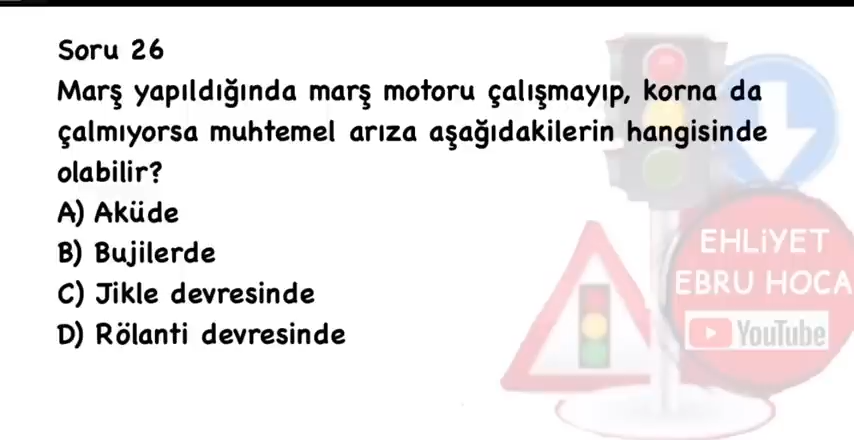 Soru 26
Marş yapıldığında marş motoru çalışmayıp, korna da
çalmıyorsa muhtemel arıza aşağıdakilerin hangisinde
olabilir?
A) Aküde
B) Bujilerde
C) Jikle devresinde
D) Rölanti devresinde
EHLİYET
EBRU HOCA
YouTube